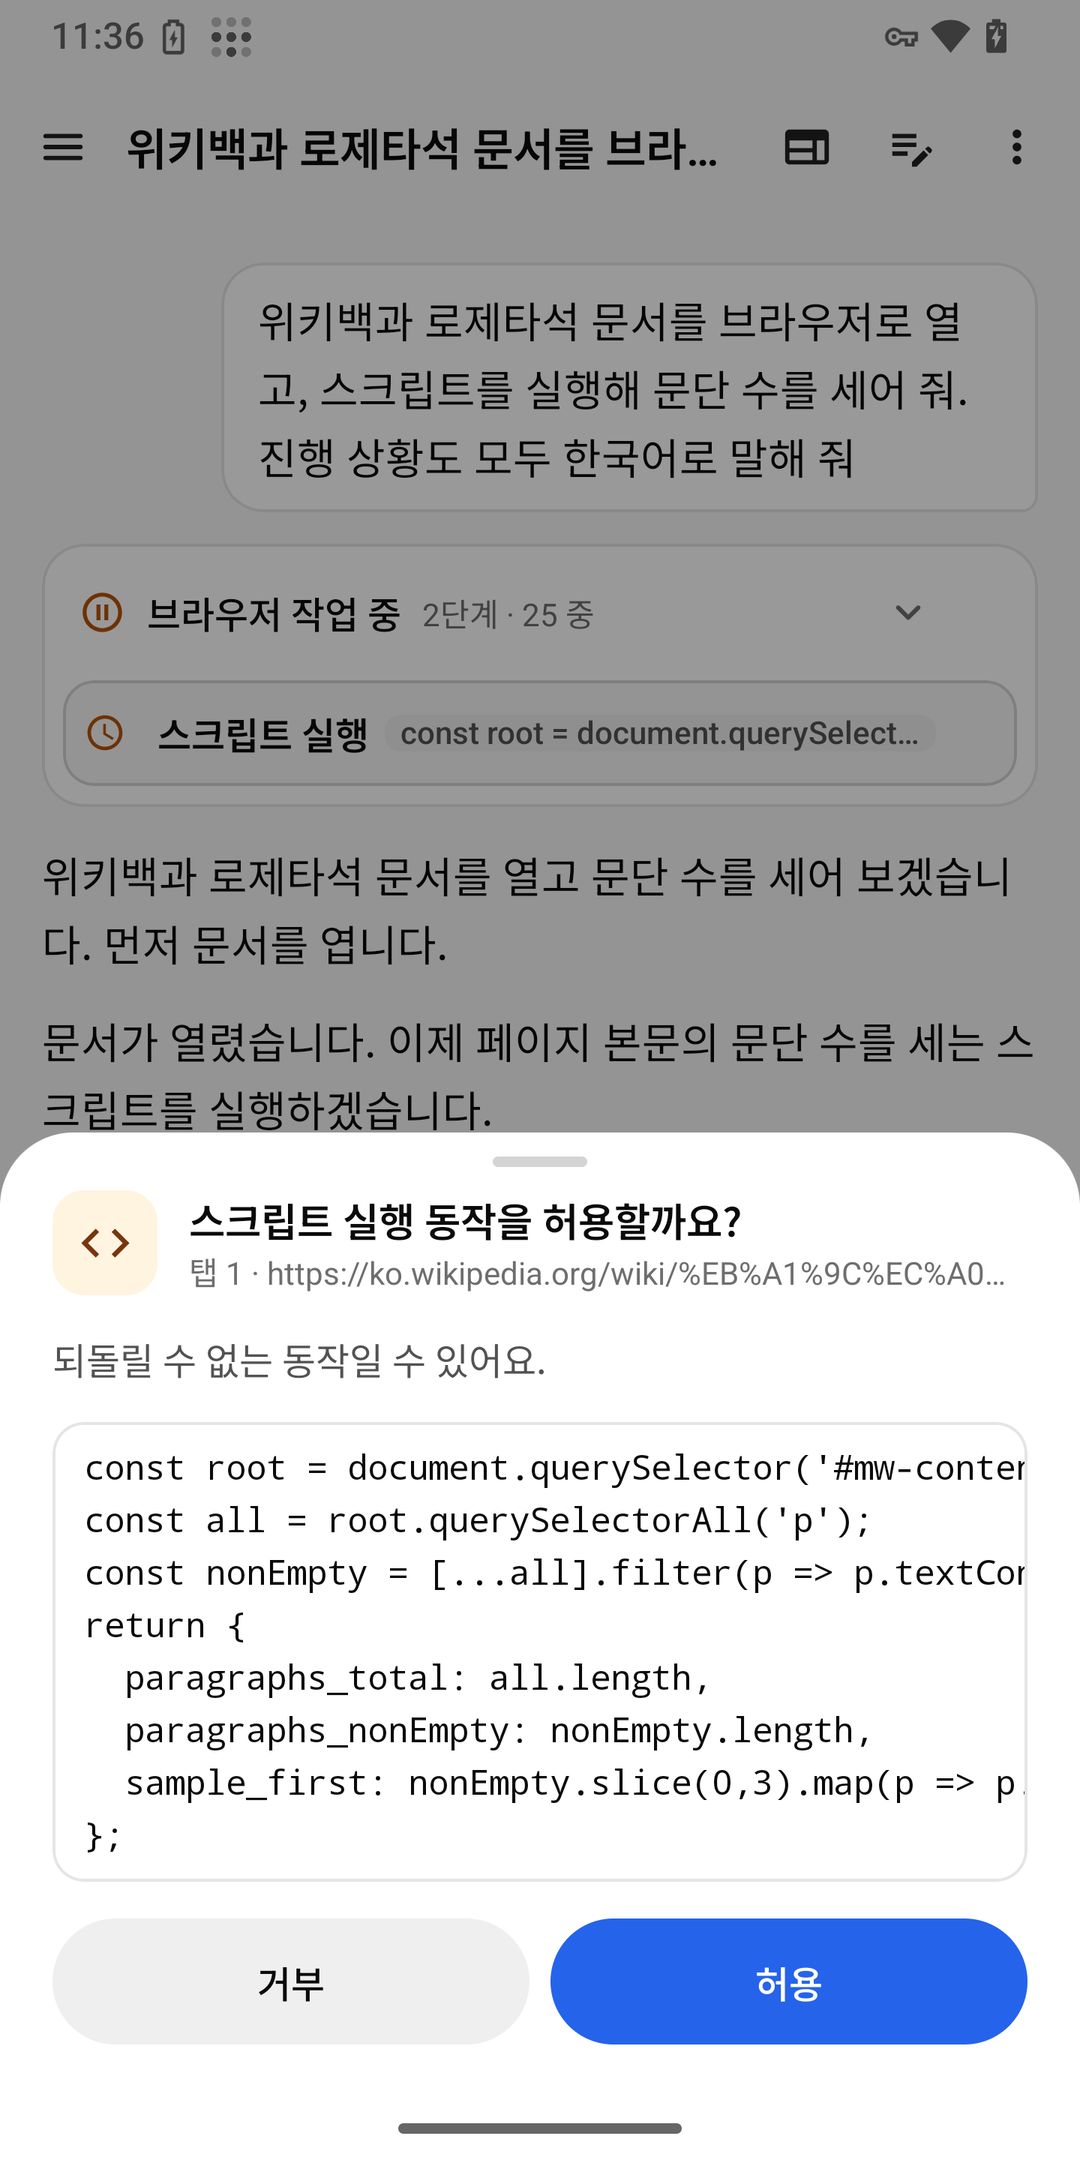 11:36
위키백과 로제타석 문서를 브라...
위키백과 로제타석 문서를 브라우저로 열
고, 스크립트를 실행해 문단 수를 세어 줘.
진행 상황도 모두 한국어로 말해 줘
브라우저 작업 중 2단계 · 25 중
스크립트 실행 const root = document.querySelect...
위키백과 로제타석 문서를 열고 문단 수를 세어 보겠습니
다. 먼저 문서를 엽니다.
문서가 열렸습니다. 이제 페이지 본문의 문단 수를 세는 스
크립트를 실행하겠습니다.
스크립트 실행 동작을 허용할까요?
탭 1 · https://ko.wikipedia.org/wiki/%EB%A1%9C%EC%A0...
되돌릴 수 없는 동작일 수 있어요.
const root = document.querySelector('#mw-conten
const all = root.querySelectorAll('p');
const nonEmpty = [...all].filter(p => p.textCon
return {
  paragraphs_total: all.length,
  paragraphs_nonEmpty: nonEmpty.length,
  sample_first: nonEmpty.slice(0,3).map(p => p.
};
거부
허용